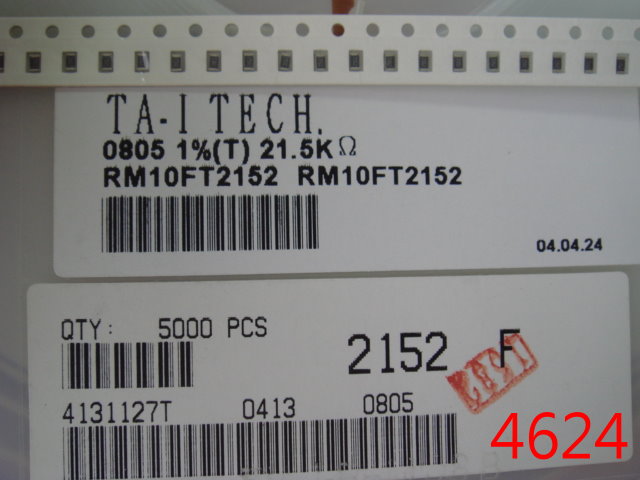 TA-I TECH.
0805 1%(T) 21.5KΩ
RM10FT2152 RM10FT2152
04.04.24
QTY: 5000 PCS
2152 F
4131127T 0413 0805
4624